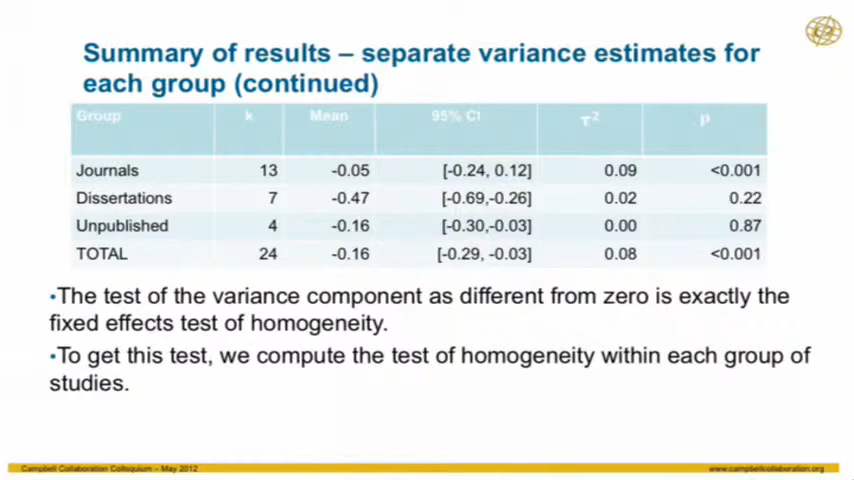 Summary of results – separate variance estimates for
each group (continued)
Group k Mean 95% CI τ² p
Journals 13 -0.05 [-0.24, 0.12] 0.09 <0.001
Dissertations 7 -0.47 [-0.69,-0.26] 0.02 0.22
Unpublished 4 -0.16 [-0.30,-0.03] 0.00 0.87
TOTAL 24 -0.16 [-0.29, -0.03] 0.08 <0.001
•The test of the variance component as different from zero is exactly the
fixed effects test of homogeneity.
•To get this test, we compute the test of homogeneity within each group of
studies.
Campbell Collaboration Colloquium – May 2012 www.campbellcollaboration.org